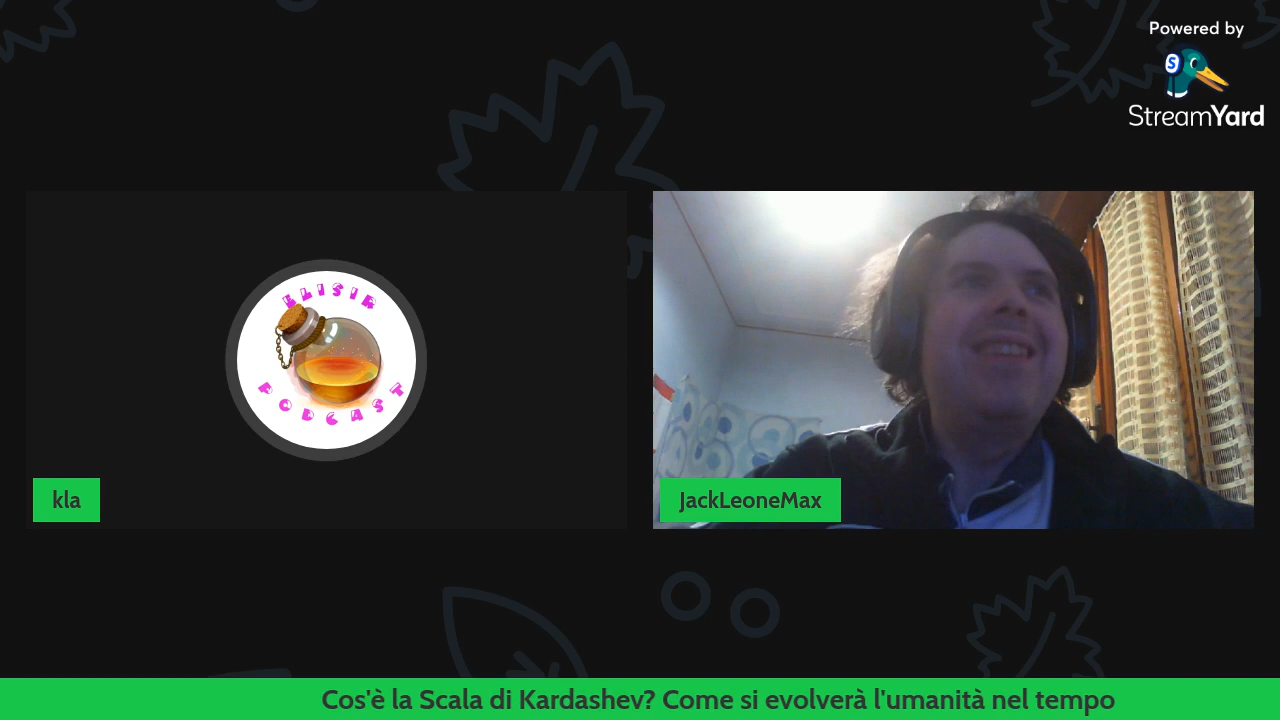 Powered by
S
StreamYard
ELISIR
PODCAST
kla
JackLeoneMax
Cos'è la Scala di Kardashev? Come si evolverà l'umanità nel tempo